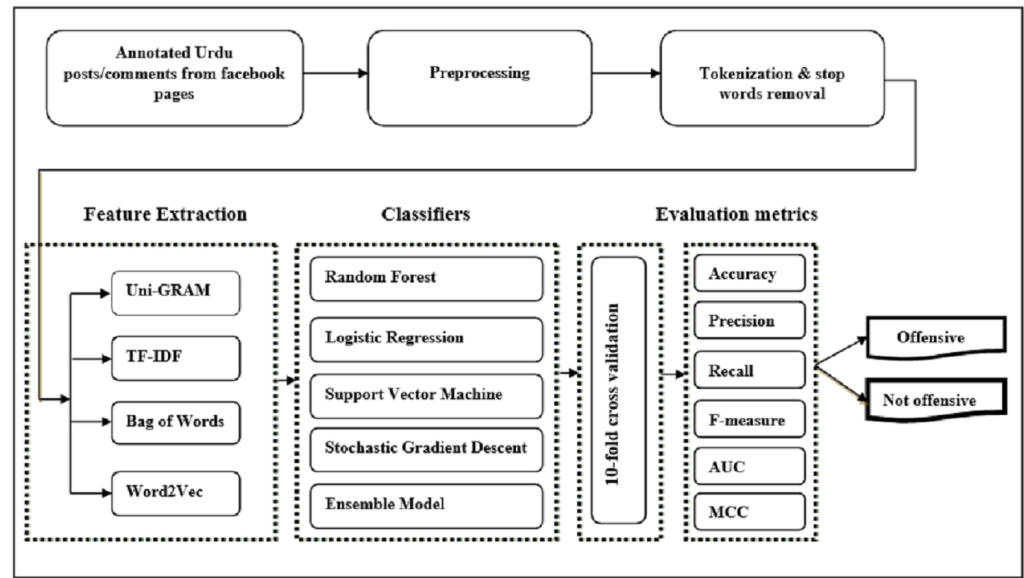 Annotated Urdu
posts/comments from facebook
pages
Preprocessing
Tokenization & stop
words removal
Feature Extraction
Classifiers
Evaluation metrics
Uni-GRAM
TF-IDF
Bag of Words
Word2Vec
Random Forest
Logistic Regression
Support Vector Machine
Stochastic Gradient Descent
Ensemble Model
10-fold cross validation
Accuracy
Precision
Recall
F-measure
AUC
MCC
Offensive
Not offensive